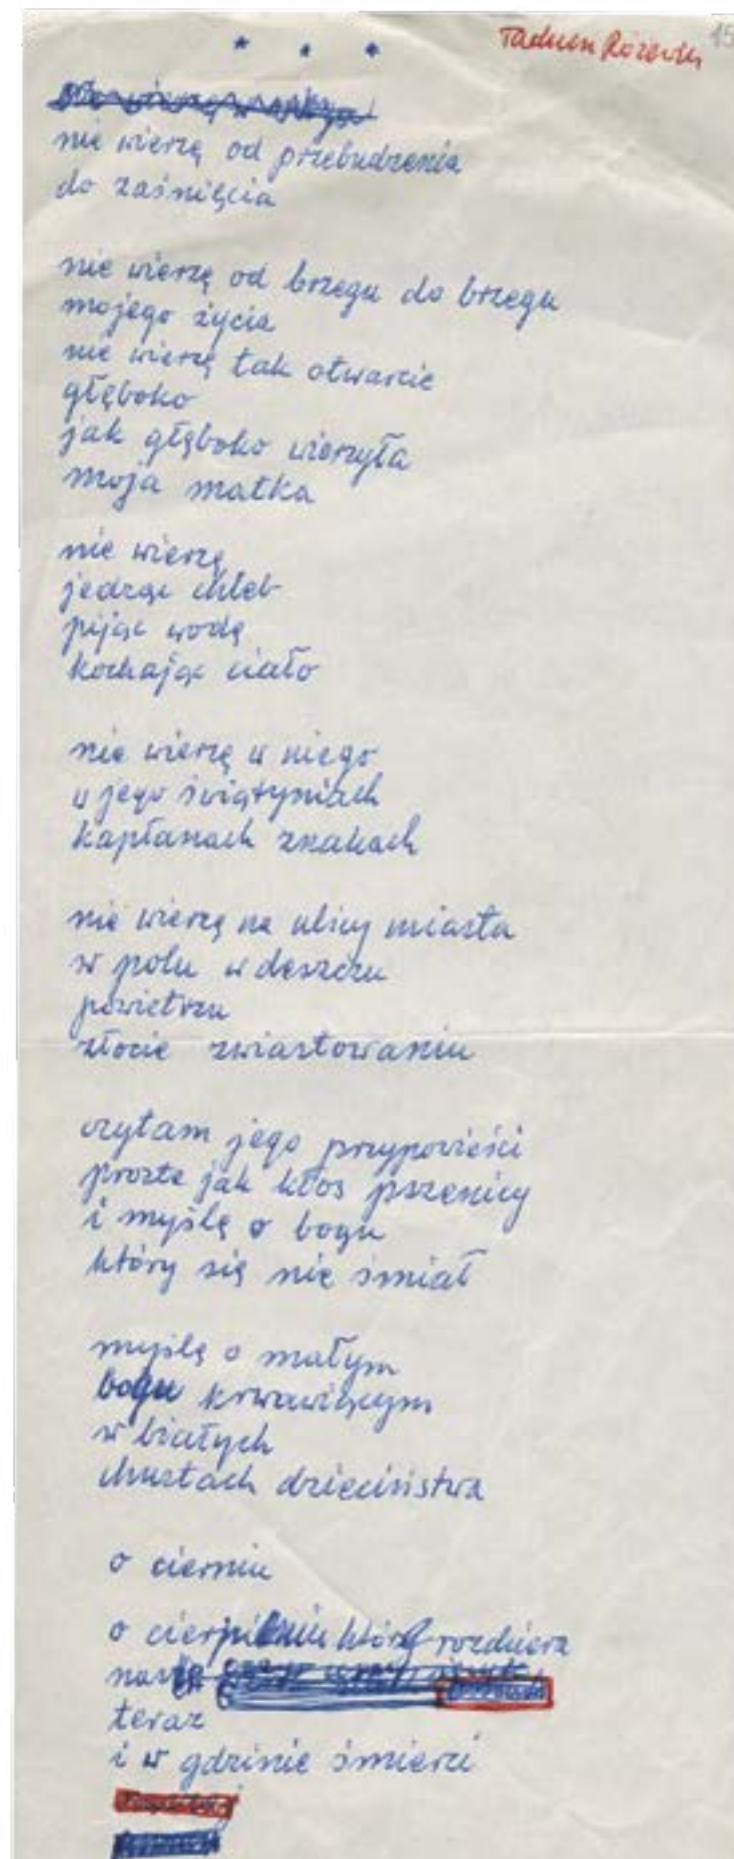 * * *
Tadeusz Różewicz 15
nie wierzę od przebudzenia
do zaśnięcia
nie wierzę od brzegu do brzegu
mojego życia
nie wierzę tak otwarcie
głęboko
jak głęboko wierzyła
moja matka
nie wierzę
jedząc chleb
pijąc wodę
kochając ciało
nie wierzę w niego
w jego świątyniach
kapłanach znakach
nie wierzę na ulicy miasta
w polu w deszczu
powietrzu
złocie zwiastowaniu
czytam jego przypowieści
proste jak kłos pszenicy
i myślę o bogu
który się nie śmiał
myślę o małym
bogu krwawiącym
w białych
chustach dzieciństwa
o cierniu
o cierpieniu które rozdziera
teraz
i w godzinie śmierci